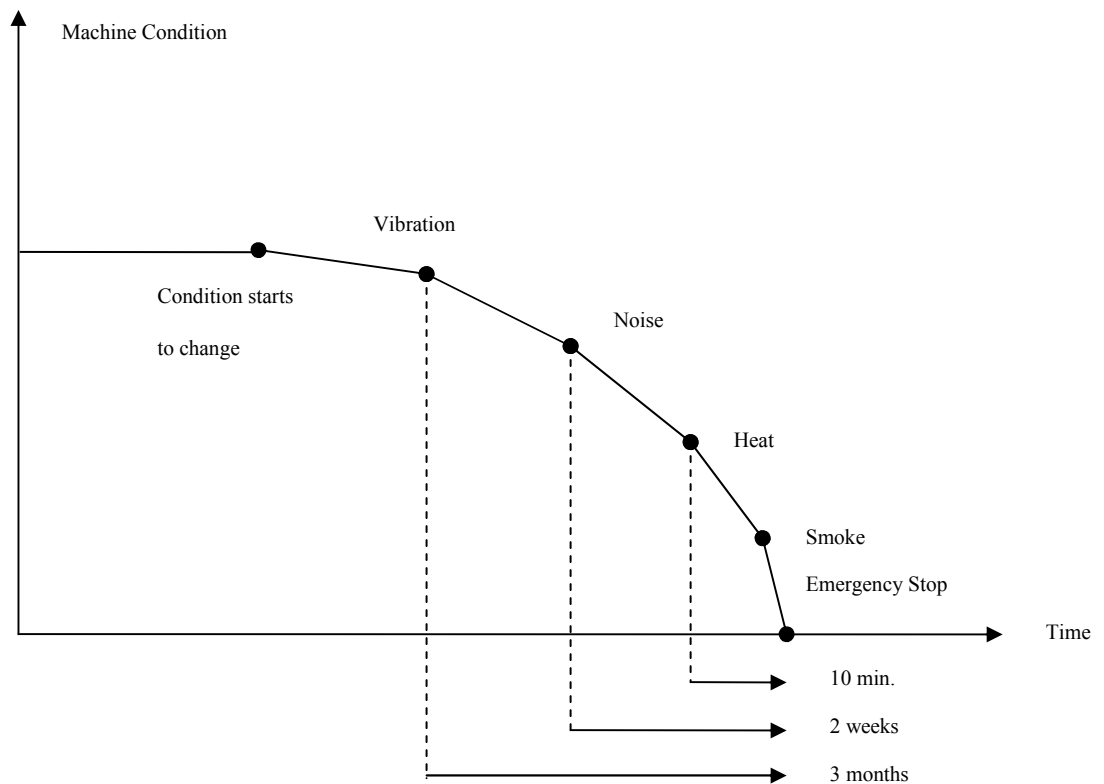 Machine Condition
Vibration
Condition starts
to change
Noise
Heat
Smoke
Emergency Stop
Time
10 min.
2 weeks
3 months